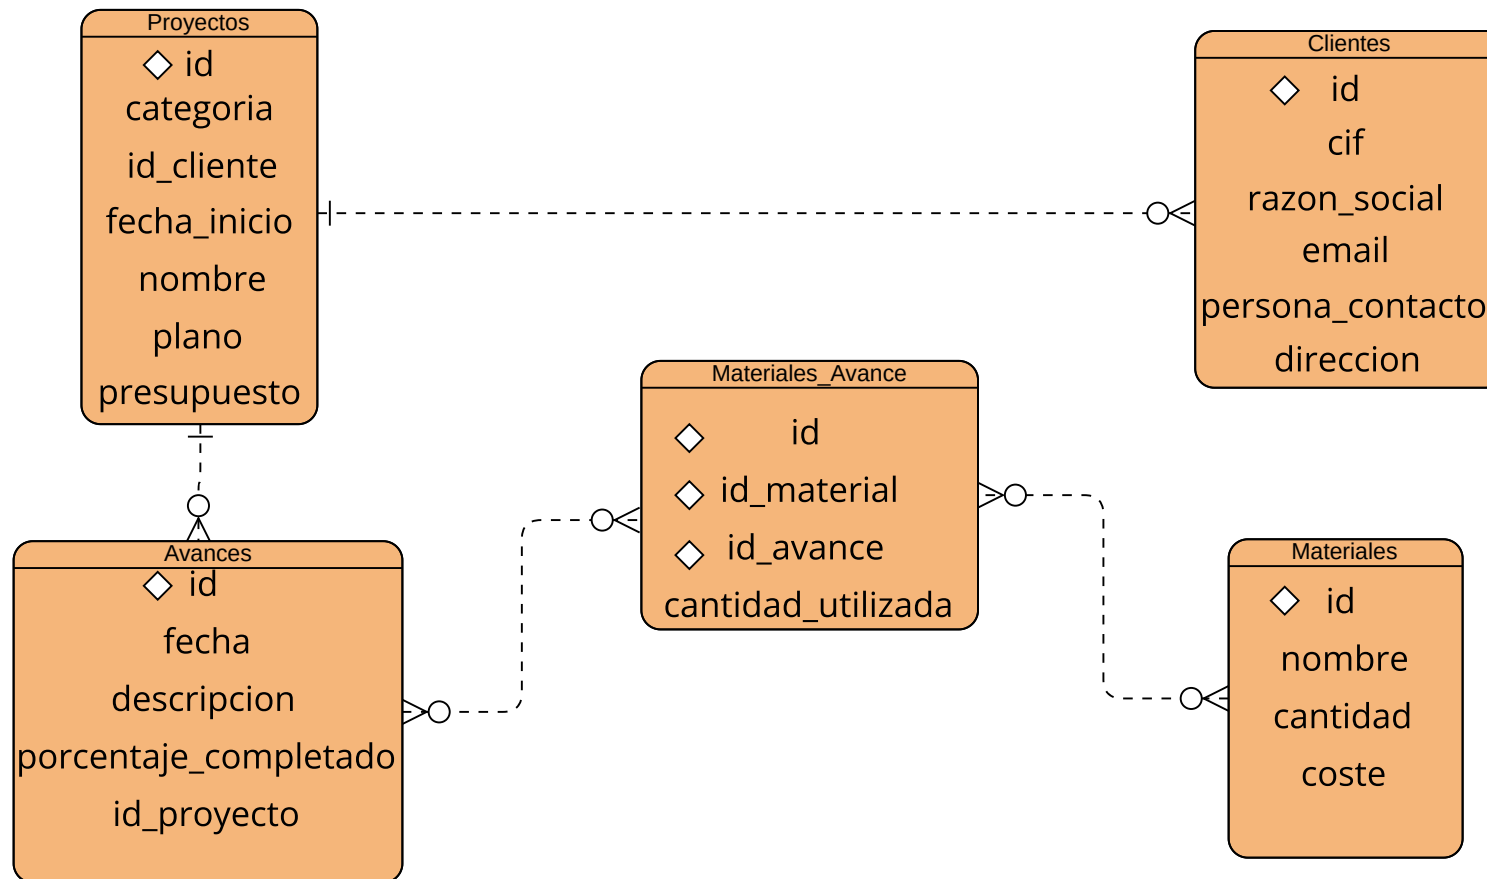 Proyectos
id
categoria
id_cliente
fecha_inicio
nombre
plano
presupuesto
Clientes
id
cif
razon_social
email
persona_contacto
direccion
Materiales_Avance
id
id_material
id_avance
cantidad_utilizada
Avances
id
fecha
descripcion
porcentaje_completado
id_proyecto
Materiales
id
nombre
cantidad
coste